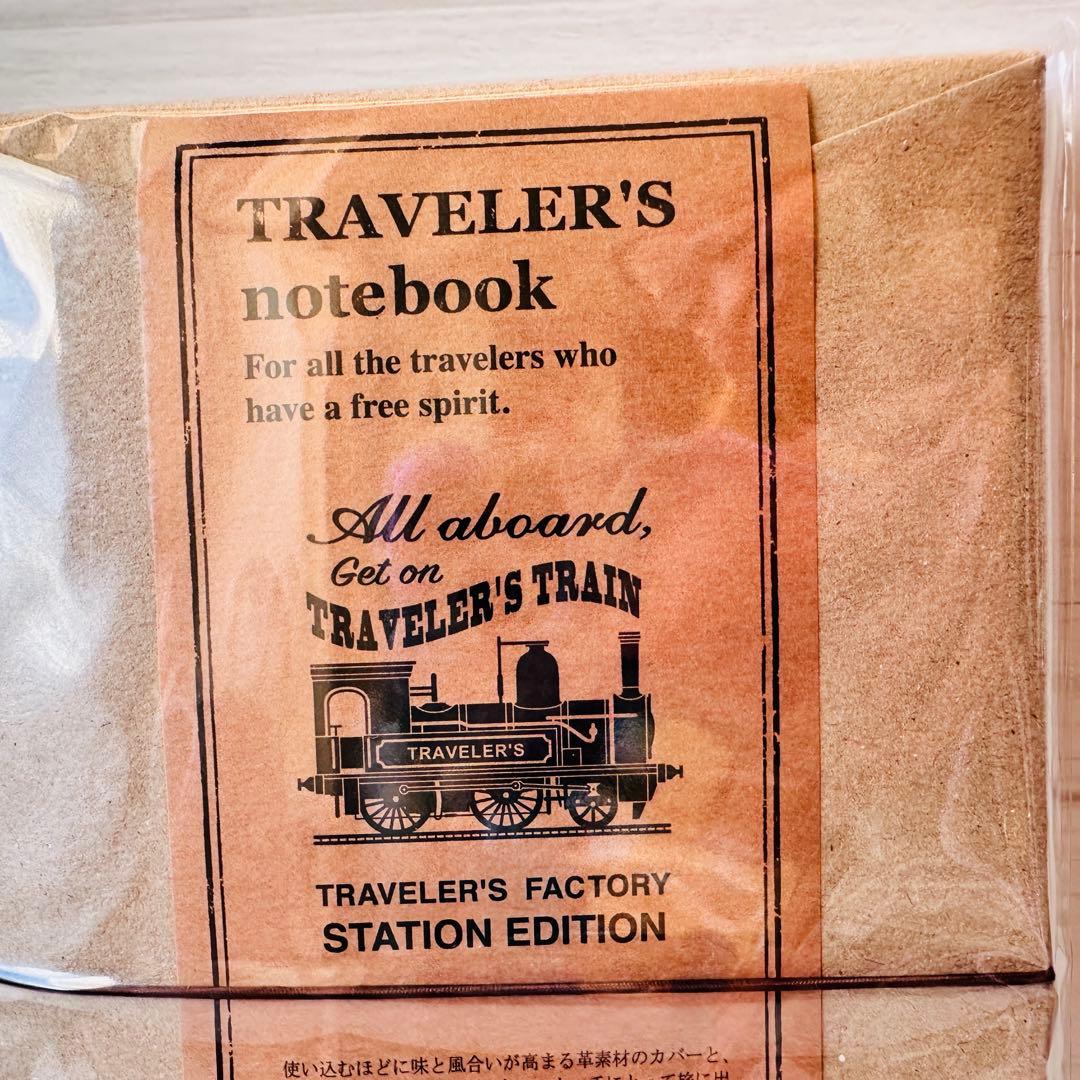 TRAVELER'S
notebook
For all the travelers who
have a free spirit.
All aboard,
Get on
TRAVELER'S TRAIN
TRAVELER'S
TRAVELER'S FACTORY
STATION EDITION
使い込むほどに味と風合いが高まる革素材のカバーと、